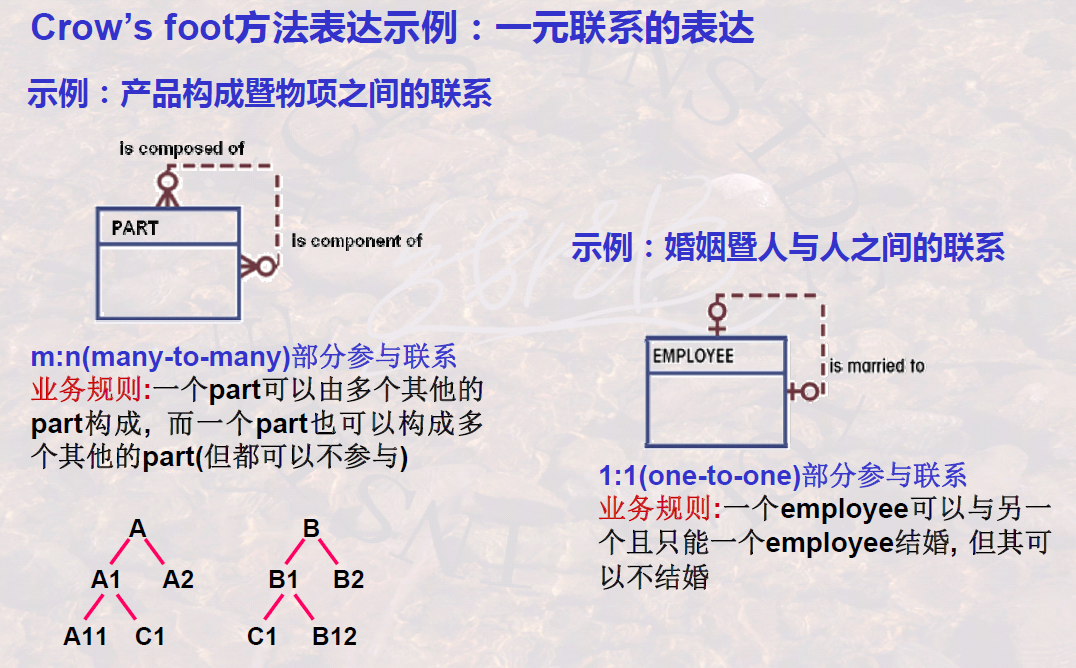 Crow's foot方法表达示例：一元联系的表达
示例：产品构成暨物项之间的联系
is composed of
PART
is component of
m:n(many-to-many)部分参与联系
业务规则:一个part可以由多个其他的
part构成, 而一个part也可以构成多
个其他的part(但都可以不参与)
A
A1 A2
A11 C1
B
B1 B2
C1 B12
示例：婚姻暨人与人之间的联系
EMPLOYEE
is married to
1:1(one-to-one)部分参与联系
业务规则:一个employee可以与另一
个且只能一个employee结婚, 但其可
以不结婚